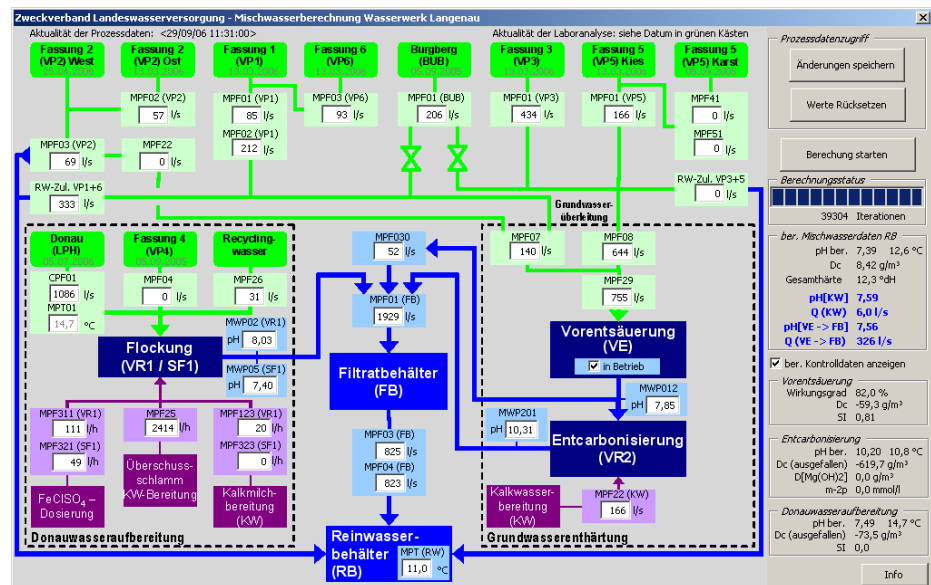 Zweckverband Landeswasserversorgung - Mischwasserberechnung Wasserwerk Langenau
Aktualität der Prozessdaten: <29/09/06 11:31:00>
Aktualität der Laboranalyse: siehe Datum in grünen Kästen
Fassung 2 (VP2) West
Fassung 2 (VP2) Ost
Fassung 1 (VP1)
Fassung 6 (VP6)
Burgberg (BUB)
Fassung 3 (VP3)
Fassung 5 (VP5) Kies
Fassung 5 (VP5) Karst
MPF02 (VP2)
57 l/s
MPF01 (VP1)
85 l/s
MPF03 (VP6)
93 l/s
MPF01 (BUB)
206 l/s
MPF01 (VP3)
434 l/s
MPF01 (VP5)
166 l/s
MPF41
0 l/s
MPF51
0 l/s
MPF03 (VP2)
69 l/s
MPF22
0 l/s
MPF02 (VP1)
212 l/s
RW-Zul. VP1+6
333 l/s
RW-Zul. VP3+5
0 l/s
Grundwasser-
überleitung
Donau (LPH)
05.07.2006
Fassung 4 (VP4)
Recycling-
wasser
CPF01
1086 l/s
MPT01
14,7 °C
MPF04
0 l/s
MPF26
31 l/s
MPF030
52 l/s
MPF01 (FB)
1929 l/s
MPF07
140 l/s
MPF08
644 l/s
MPF29
755 l/s
Flockung
(VR1 / SF1)
MWP02 (VR1)
pH 8,03
MWP05 (SF1)
pH 7,40
Filtratbehälter
(FB)
Vorentsäuerung
(VE)
in Betrieb
MWP012
pH 7,85
MWP201
pH 10,31
Entcarbonisierung
(VR2)
MPF311 (VR1)
111 l/h
MPF321 (SF1)
49 l/h
MPF25
2414 l/h
MPF123 (VR1)
20 l/h
MPF323 (SF1)
0 l/h
MPF03 (FB)
825 l/s
MPF04 (FB)
823 l/s
FeClSO4 –
Dosierung
Überschuss-
schlamm
KW-Bereitung
Kalkmilch-
bereitung
(KW)
Kalkwasser-
bereitung
(KW)
MPF22 (KW)
166 l/s
Donauwasseraufbereitung
Reinwasser-
behälter
(RB)
MPT (RW)
11,0 °C
Grundwasserenthärtung
Prozessdatenzugriff
Änderungen speichern
Werte Rücksetzen
Berechung starten
Berechnungsstatus
39304 Iterationen
ber. Mischwasserdaten RB
pH ber. 7,39 12,6 °C
Dc 8,42 g/m³
Gesamthärte 12,3 °dH
pH[KW] 7,59
Q (KW) 6,0 l/s
pH[VE -> FB] 7,56
Q (VE -> FB) 326 l/s
ber. Kontrolldaten anzeigen
Vorentsäuerung
Wirkungsgrad 82,0 %
Dc -59,3 g/m³
SI 0,81
Entcarbonisierung
pH ber. 10,20 10,8 °C
Dc (ausgefallen) -619,7 g/m³
D[Mg(OH)2] 0,0 g/m³
m-2p 0,0 mmol/l
Donauwasseraufbereitung
pH ber. 7,49 14,7 °C
Dc (ausgefallen) -73,5 g/m³
SI 0,0
Info